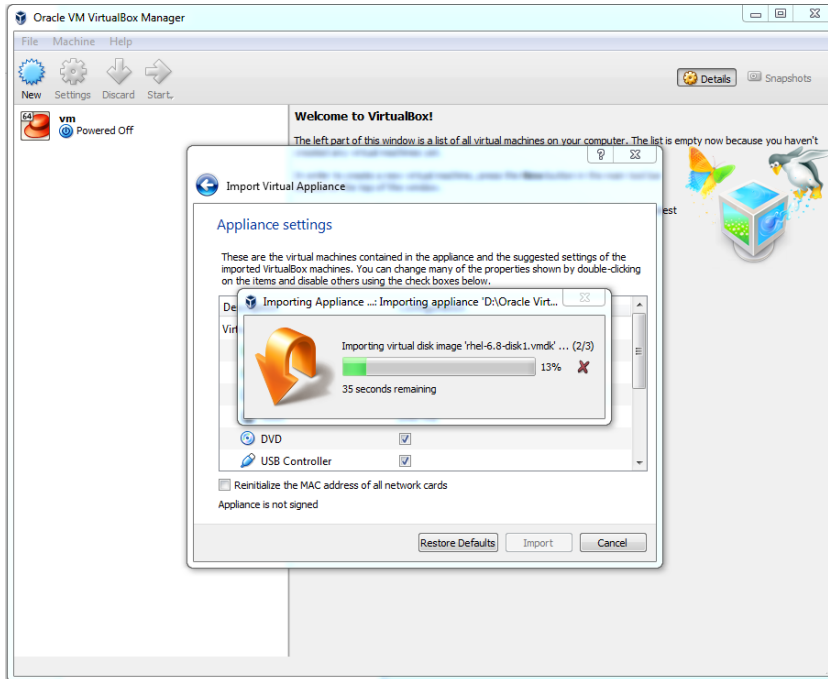 Oracle VM VirtualBox Manager
File Machine Help
New Settings Discard Start
Details Snapshots
64
vm
Powered Off
Welcome to VirtualBox!
The left part of this window is a list of all virtual machines on your computer. The list is empty now because you haven't
est
Import Virtual Appliance
Appliance settings
These are the virtual machines contained in the appliance and the suggested settings of the
imported VirtualBox machines. You can change many of the properties shown by double-clicking
on the items and disable others using the check boxes below.
De
Virt
Importing Appliance ...: Importing appliance 'D:\Oracle Virt...
Importing virtual disk image 'rhel-6.8-disk1.vmdk' ... (2/3)
13%
35 seconds remaining
DVD
USB Controller
Reinitialize the MAC address of all network cards
Appliance is not signed
Restore Defaults Import Cancel